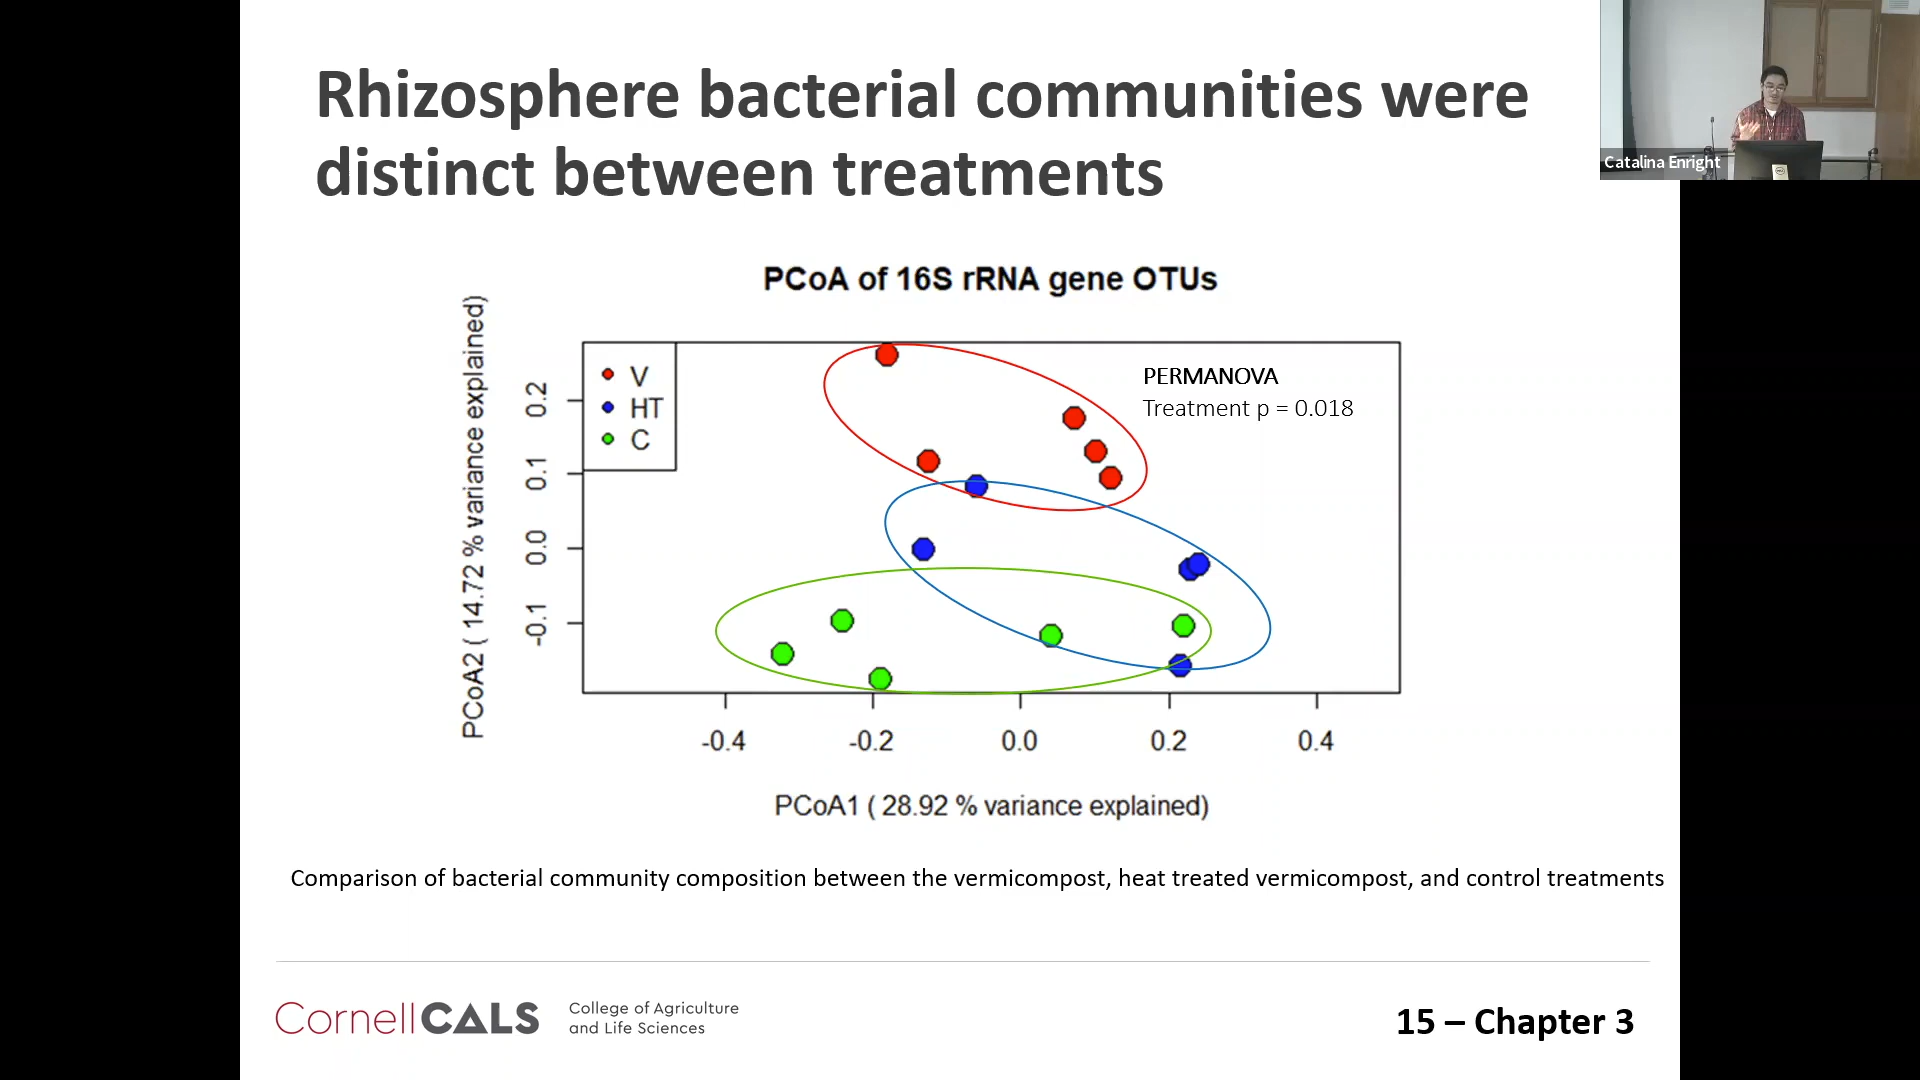 Rhizosphere bacterial communities were
distinct between treatments
Catalina Enright
PCoA of 16S rRNA gene OTUs
V
HT
C
PERMANOVA
Treatment p = 0.018
PCoA2 ( 14.72 % variance explained)
0.2
0.1
0.0
-0.1
-0.4
-0.2
0.0
0.2
0.4
PCoA1 ( 28.92 % variance explained)
Comparison of bacterial community composition between the vermicompost, heat treated vermicompost, and control treatments
CornellCALS
College of Agriculture
and Life Sciences
15 – Chapter 3